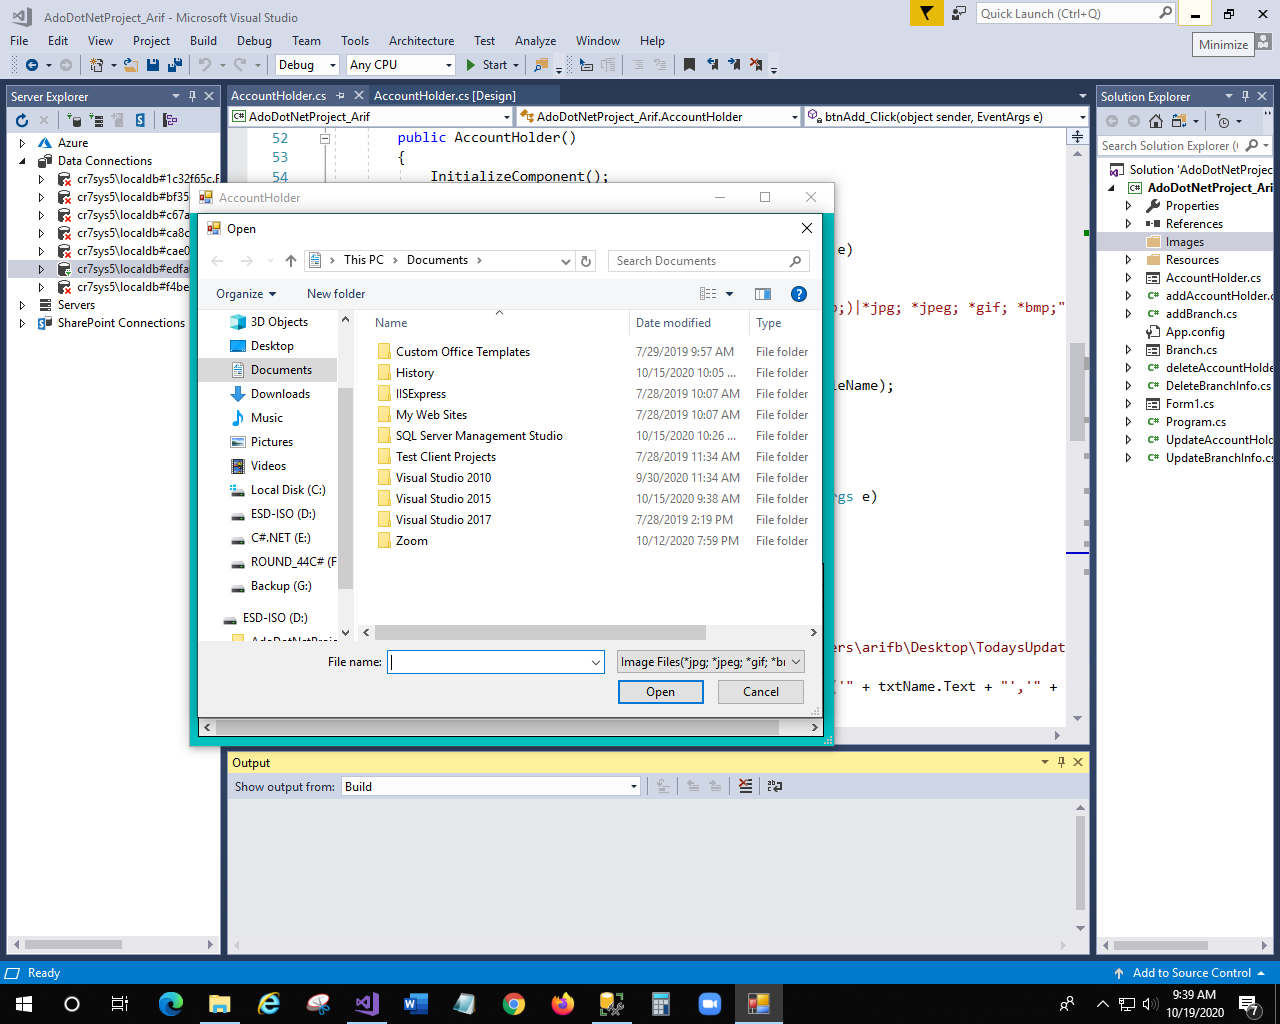 AdoDotNetProject_Arif - Microsoft Visual Studio
Quick Launch (Ctrl+Q)
File Edit View Project Build Debug Team Tools Architecture Test Analyze Window Help
Minimize
Debug Any CPU Start
Server Explorer
AccountHolder.cs AccountHolder.cs [Design]
Solution Explorer
AdoDotNetProject_Arif AdoDotNetProject_Arif.AccountHolder btnAdd_Click(object sender, EventArgs e)
Search Solution Explorer (
Azure
Data Connections
cr7sys5\localdb#1c32f65c.
cr7sys5\localdb#bf35
cr7sys5\localdb#c67a
cr7sys5\localdb#ca8c
cr7sys5\localdb#cae0
cr7sys5\localdb#edfa
cr7sys5\localdb#f4be
Servers
SharePoint Connections
52 public AccountHolder()
53 {
54 InitializeComponent();
e)
;)|*jpg; *jpeg; *gif; *bmp;"
leName);
gs e)
ers\arifb\Desktop\TodaysUpdat
('" + txtName.Text + "','" +
AccountHolder
Open
This PC Documents
Search Documents
Organize New folder
3D Objects
Desktop
Documents
Downloads
Music
Pictures
Videos
Local Disk (C:)
ESD-ISO (D:)
C#.NET (E:)
ROUND_44C# (F
Backup (G:)
ESD-ISO (D:)
AdoDotNetProje
Name Date modified Type
Custom Office Templates 7/29/2019 9:57 AM File folder
History 10/15/2020 10:05 ... File folder
IISExpress 7/28/2019 10:07 AM File folder
My Web Sites 7/28/2019 10:07 AM File folder
SQL Server Management Studio 10/15/2020 10:26 ... File folder
Test Client Projects 7/28/2019 11:34 AM File folder
Visual Studio 2010 9/30/2020 11:34 AM File folder
Visual Studio 2015 10/15/2020 9:38 AM File folder
Visual Studio 2017 7/28/2019 2:19 PM File folder
Zoom 10/12/2020 7:59 PM File folder
File name:
Image Files(*jpg; *jpeg; *gif; *b
Open Cancel
Solution 'AdoDotNetProjec
AdoDotNetProject_Ari
Properties
References
Images
Resources
AccountHolder.cs
addAccountHolder.c
addBranch.cs
App.config
Branch.cs
deleteAccountHolde
DeleteBranchInfo.cs
Form1.cs
Program.cs
UpdateAccountHold
UpdateBranchInfo.cs
Output
Show output from: Build
Ready
Add to Source Control
9:39 AM
10/19/2020
7